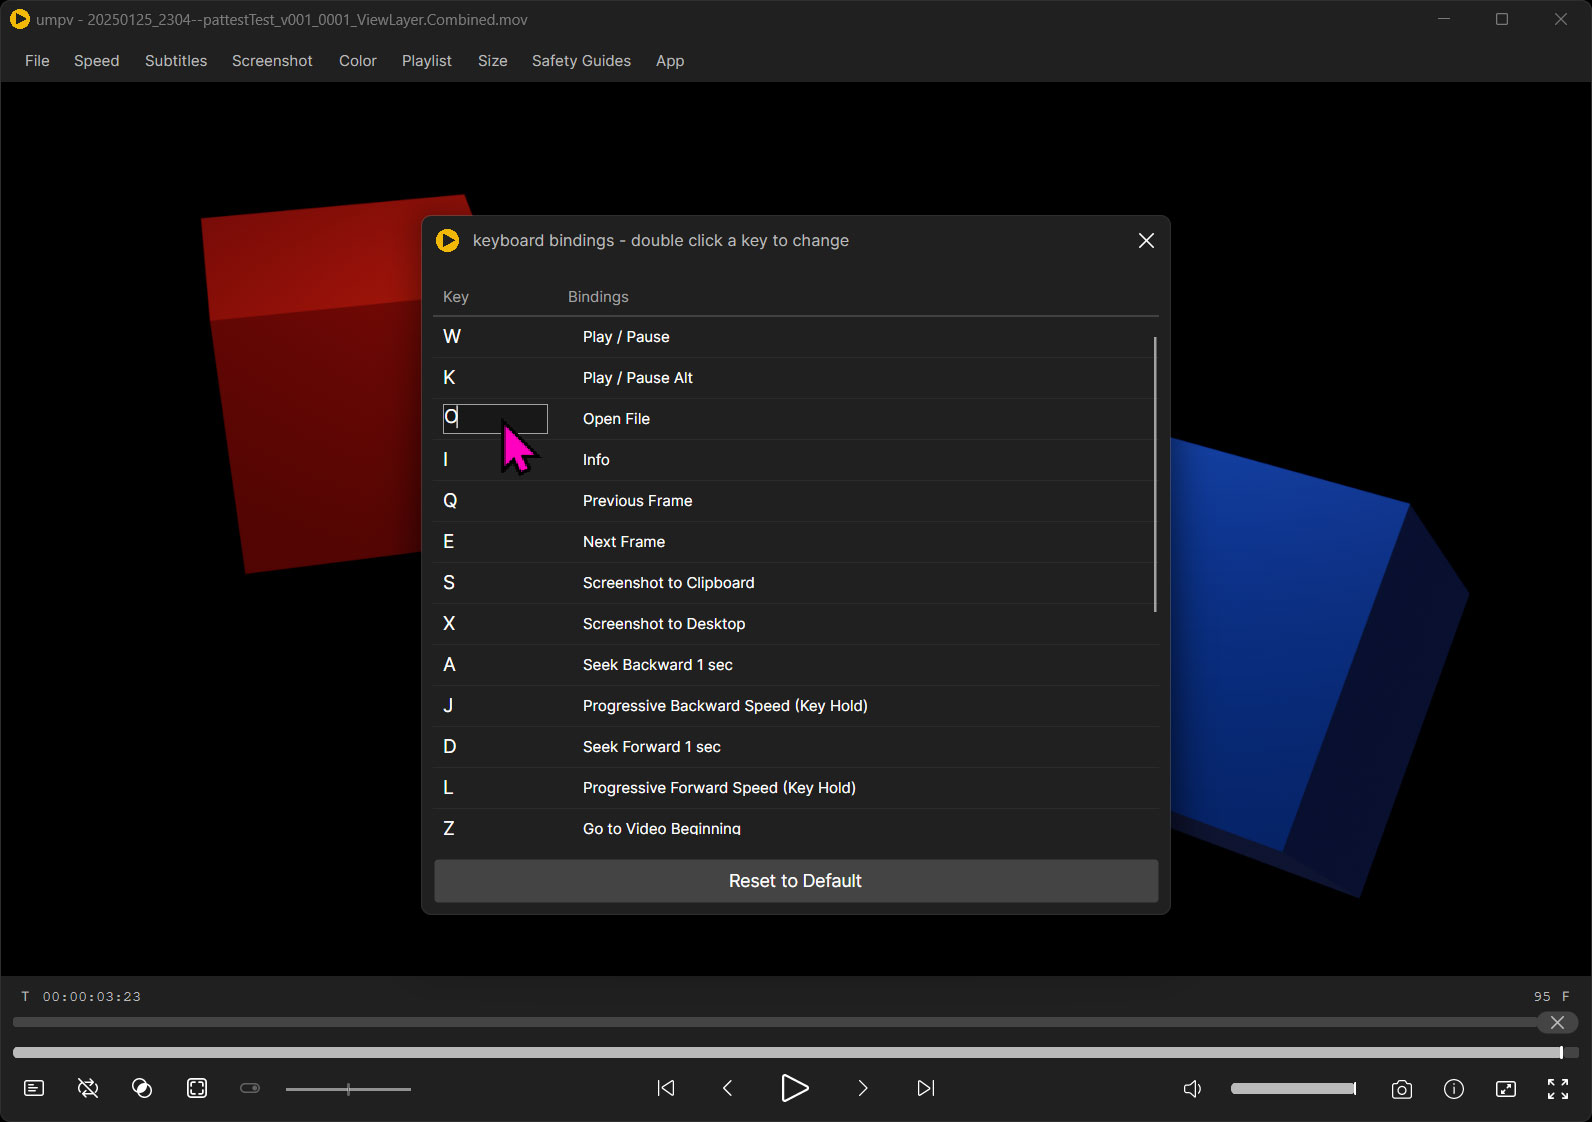 umpv - 20250125_2304--pattestTest_v001_0001_ViewLayer.Combined.mov
File Speed Subtitles Screenshot Color Playlist Size Safety Guides App
keyboard bindings - double click a key to change
Key Bindings
W Play / Pause
K Play / Pause Alt
O Open File
I Info
Q Previous Frame
E Next Frame
S Screenshot to Clipboard
X Screenshot to Desktop
A Seek Backward 1 sec
J Progressive Backward Speed (Key Hold)
D Seek Forward 1 sec
L Progressive Forward Speed (Key Hold)
Z Go to Video Beginning
Reset to Default
T 00:00:03:23 95 F